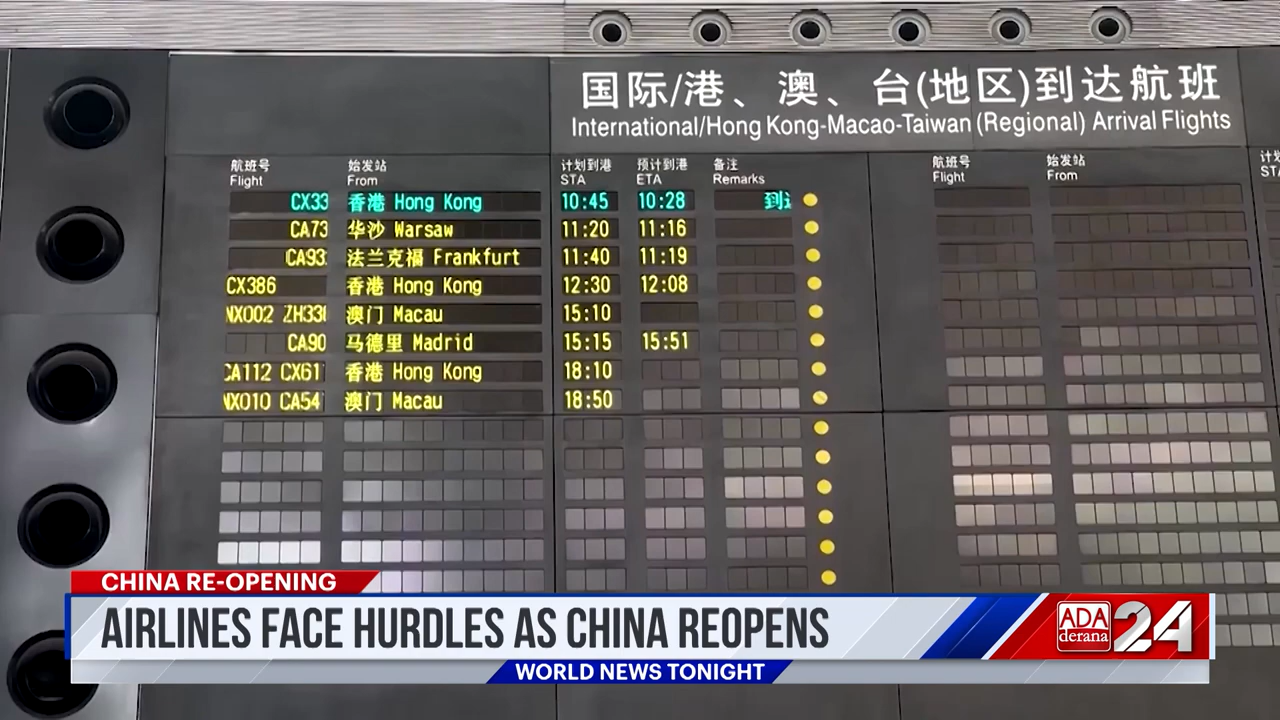 国际/港、澳、台(地区)到达航班
International/Hong Kong-Macao-Taiwan (Regional) Arrival Flights
航班号 始发站 计划到港 预计到港 备注 航班号 始发站
Flight From STA ETA Remarks Flight From
CX33 香港 Hong Kong 10:45 10:28
CA73 华沙 Warsaw 11:20 11:16
CA93 法兰克福 Frankfurt 11:40 11:19
CX386 香港 Hong Kong 12:30 12:08
NX002 澳门 Macau 15:10
CA90 马德里 Madrid 15:15 15:51
CA112 CX61 香港 Hong Kong 18:10
NX010 CA54 澳门 Macau 18:50
CHINA RE-OPENING
AIRLINES FACE HURDLES AS CHINA REOPENS
ADA derana 24
WORLD NEWS TONIGHT